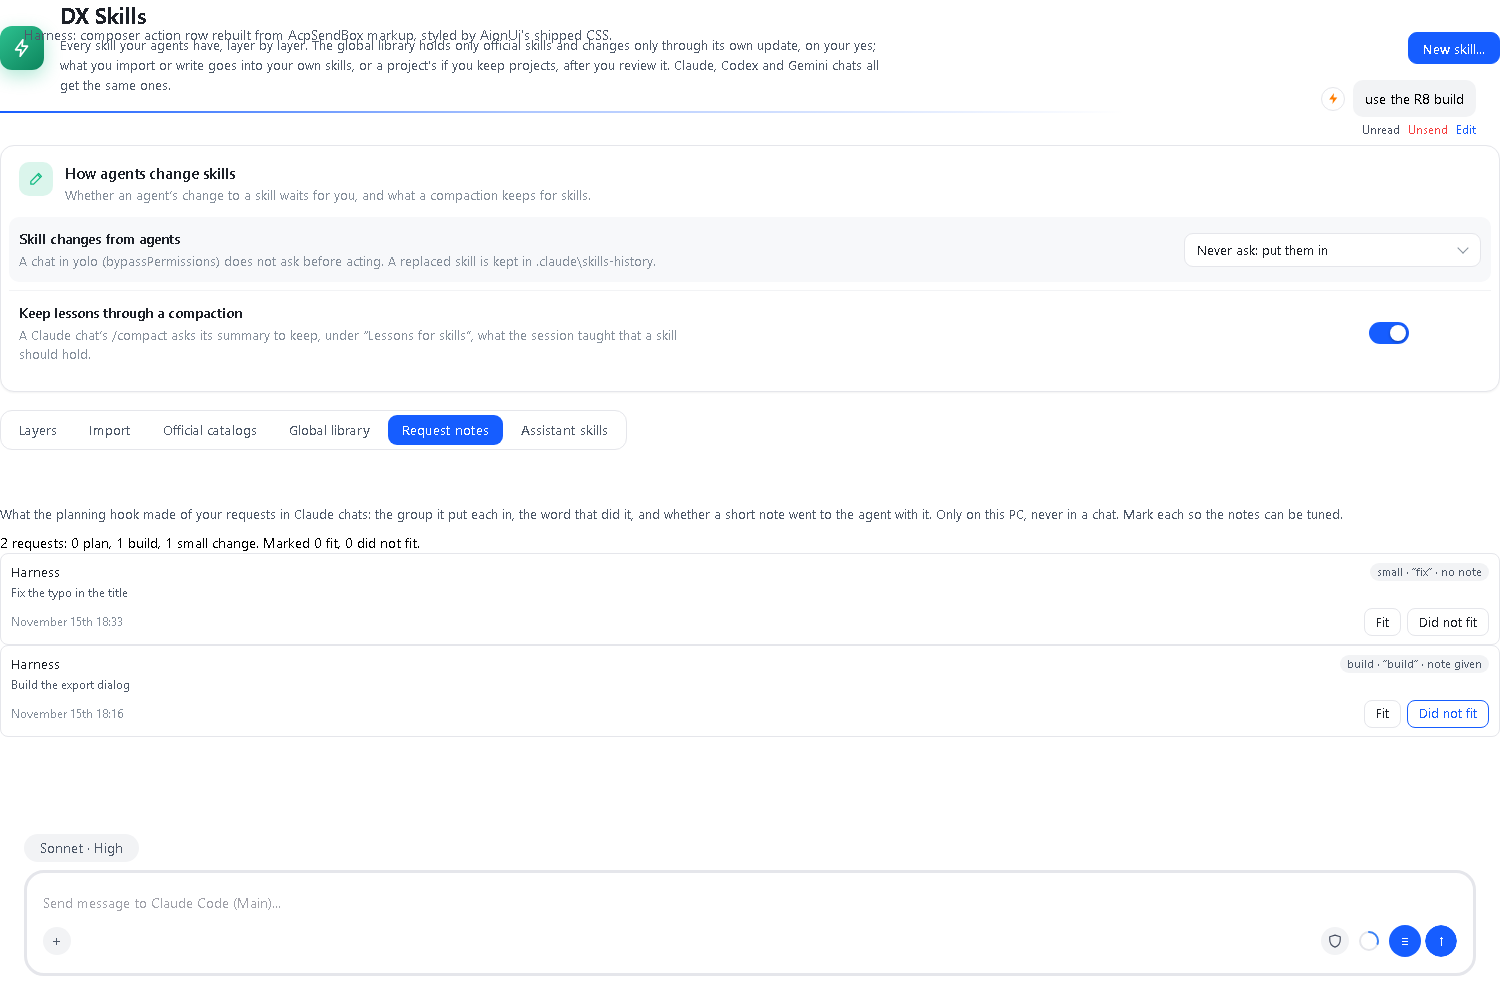 DX Skills
Harness: composer action row rebuilt from AcpSendBox markup, styled by AionUi's shipped CSS.
Every skill your agents have, layer by layer. The global library holds only official skills and changes only through its own update, on your yes;
what you import or write goes into your own skills, or a project's if you keep projects, after you review it. Claude, Codex and Gemini chats all
get the same ones.
New skill...
use the R8 build
Unread Unsend Edit
How agents change skills
Whether an agent's change to a skill waits for you, and what a compaction keeps for skills.
Skill changes from agents
A chat in yolo (bypassPermissions) does not ask before acting. A replaced skill is kept in .claude\skills-history.
Never ask: put them in
Keep lessons through a compaction
A Claude chat's /compact asks its summary to keep, under "Lessons for skills", what the session taught that a skill
should hold.
Layers Import Official catalogs Global library Request notes Assistant skills
What the planning hook made of your requests in Claude chats: the group it put each in, the word that did it, and whether a short note went to the agent with it. Only on this PC, never in a chat. Mark each so the notes can be tuned.
2 requests: 0 plan, 1 build, 1 small change. Marked 0 fit, 0 did not fit.
Harness
small · "fix" · no note
Fix the typo in the title
November 15th 18:33
Fit Did not fit
Harness
build · "build" · note given
Build the export dialog
November 15th 18:16
Fit Did not fit
Sonnet · High
Send message to Claude Code (Main)...